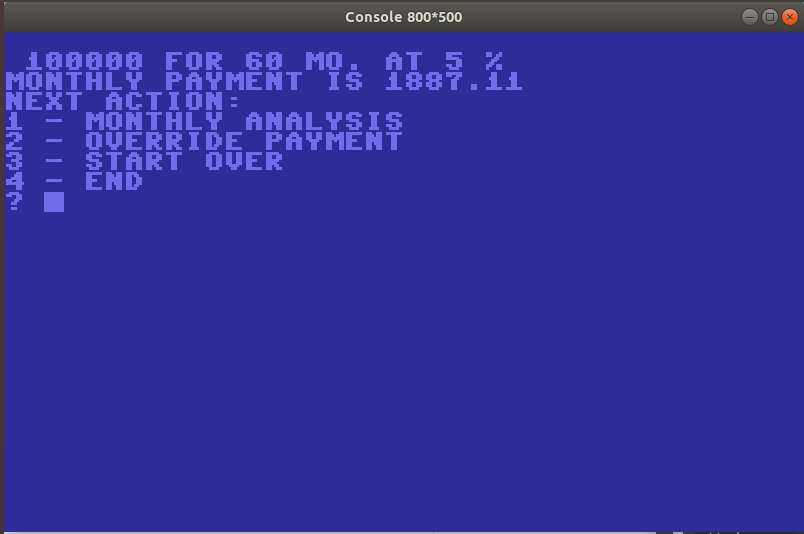 Console 800*500
100000 FOR 60 MO. AT 5 %
MONTHLY PAYMENT IS 1887.11
NEXT ACTION:
1 - MONTHLY ANALYSIS
2 - OVERRIDE PAYMENT
3 - START OVER
4 - END
?